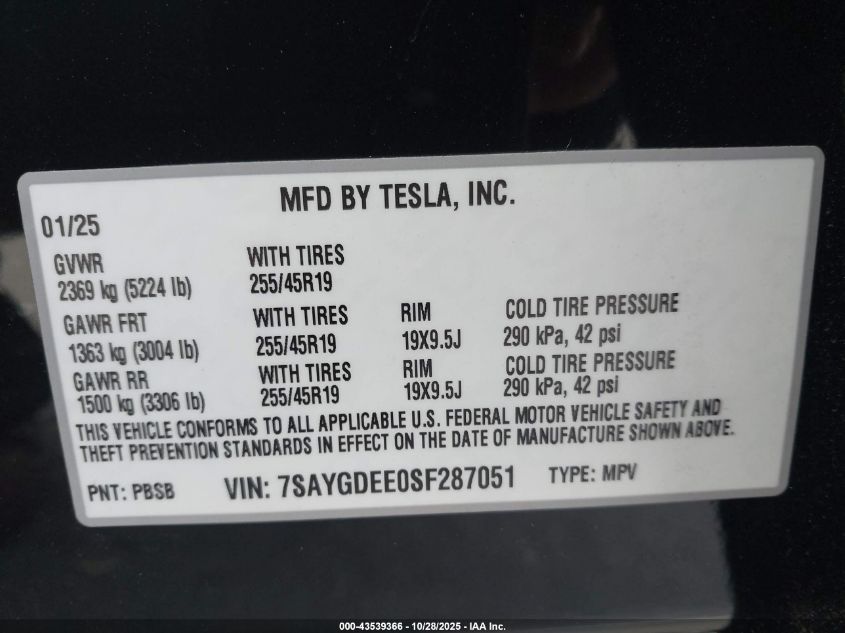 MFD BY TESLA, INC.
01/25
GVWR WITH TIRES
2369 kg (5224 lb) 255/45R19
GAWR FRT WITH TIRES RIM COLD TIRE PRESSURE
1363 kg (3004 lb) 255/45R19 19X9.5J 290 kPa, 42 psi
GAWR RR WITH TIRES RIM COLD TIRE PRESSURE
1500 kg (3306 lb) 255/45R19 19X9.5J 290 kPa, 42 psi
THIS VEHICLE CONFORMS TO ALL APPLICABLE U.S. FEDERAL MOTOR VEHICLE SAFETY AND
THEFT PREVENTION STANDARDS IN EFFECT ON THE DATE OF MANUFACTURE SHOWN ABOVE.
PNT: PBSB VIN: 7SAYGDEE0SF287051 TYPE: MPV
000-43539366 - 10/28/2025 - IAA Inc.